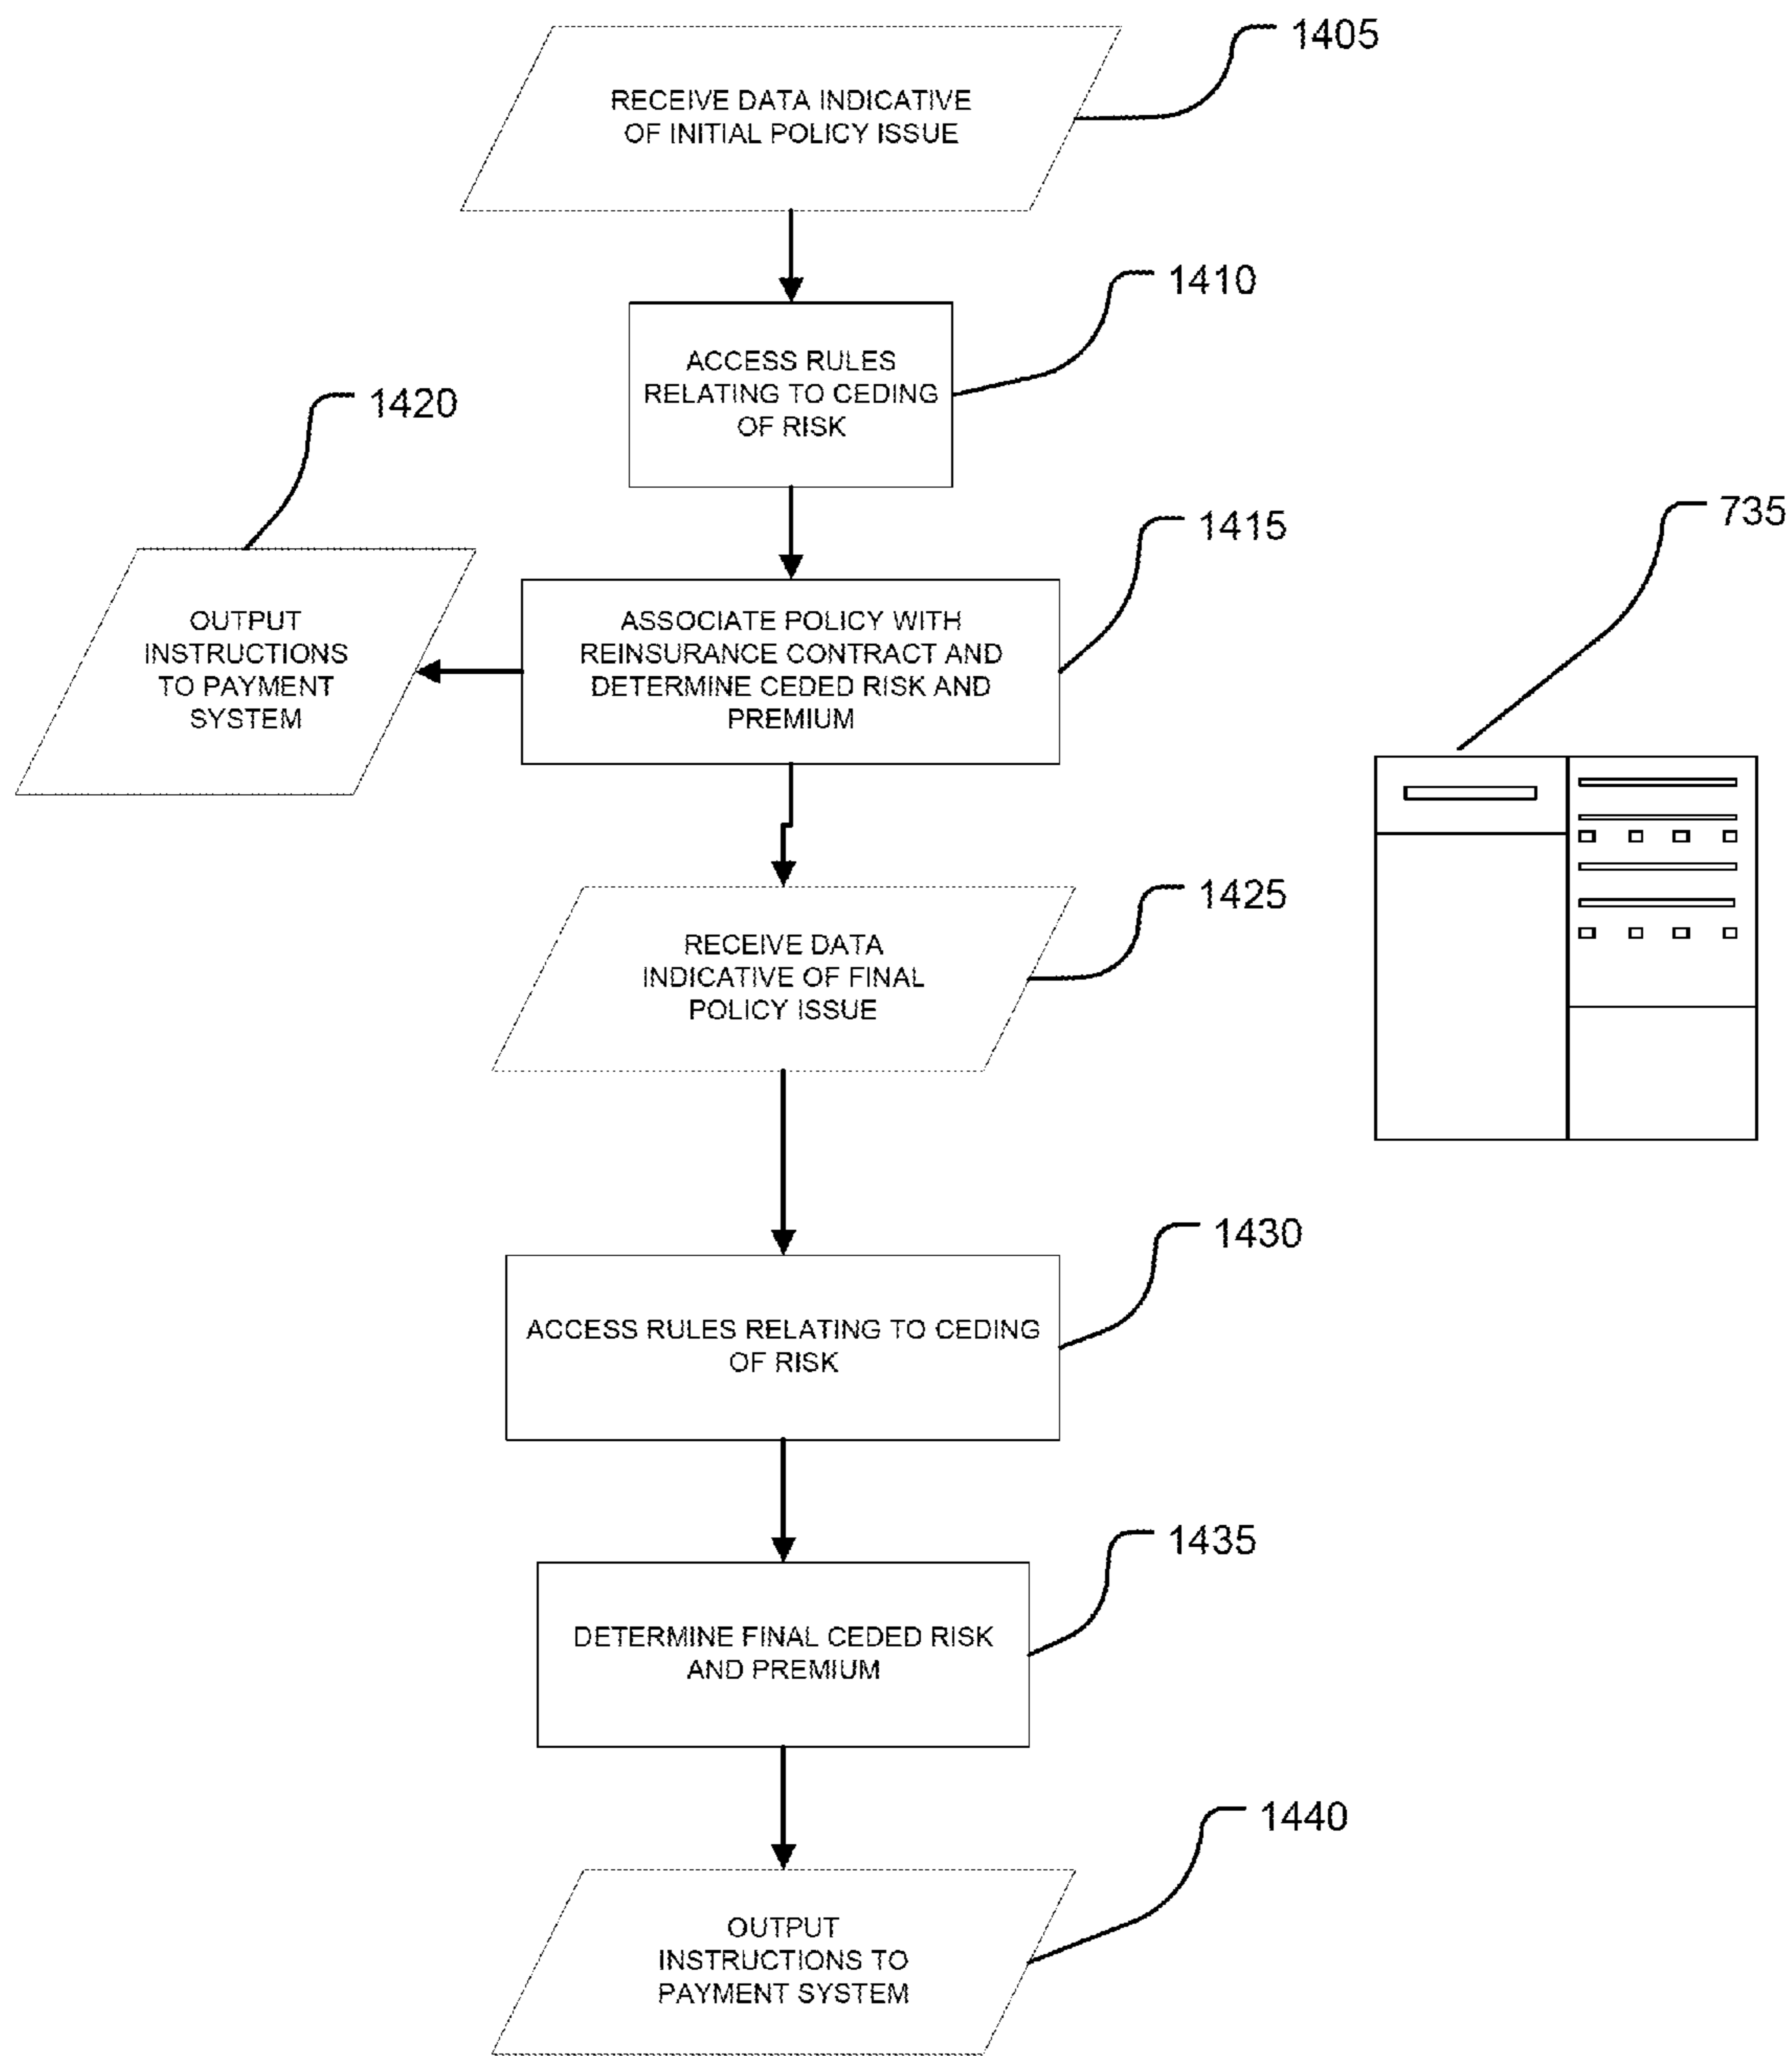 1405
RECEIVE DATA INDICATIVE
OF INITIAL POLICY ISSUE
1410
ACCESS RULES
RELATING TO CEDING
OF RISK
1420
1415
735
OUTPUT
INSTRUCTIONS
TO PAYMENT
SYSTEM
ASSOCIATE POLICY WITH
REINSURANCE CONTRACT AND
DETERMINE CEDED RISK AND
PREMIUM
1425
RECEIVE DATA
INDICATIVE OF FINAL
POLICY ISSUE
1430
ACCESS RULES RELATING TO CEDING
OF RISK
1435
DETERMINE FINAL CEDED RISK
AND PREMIUM
1440
OUTPUT
INSTRUCTIONS TO
PAYMENT SYSTEM